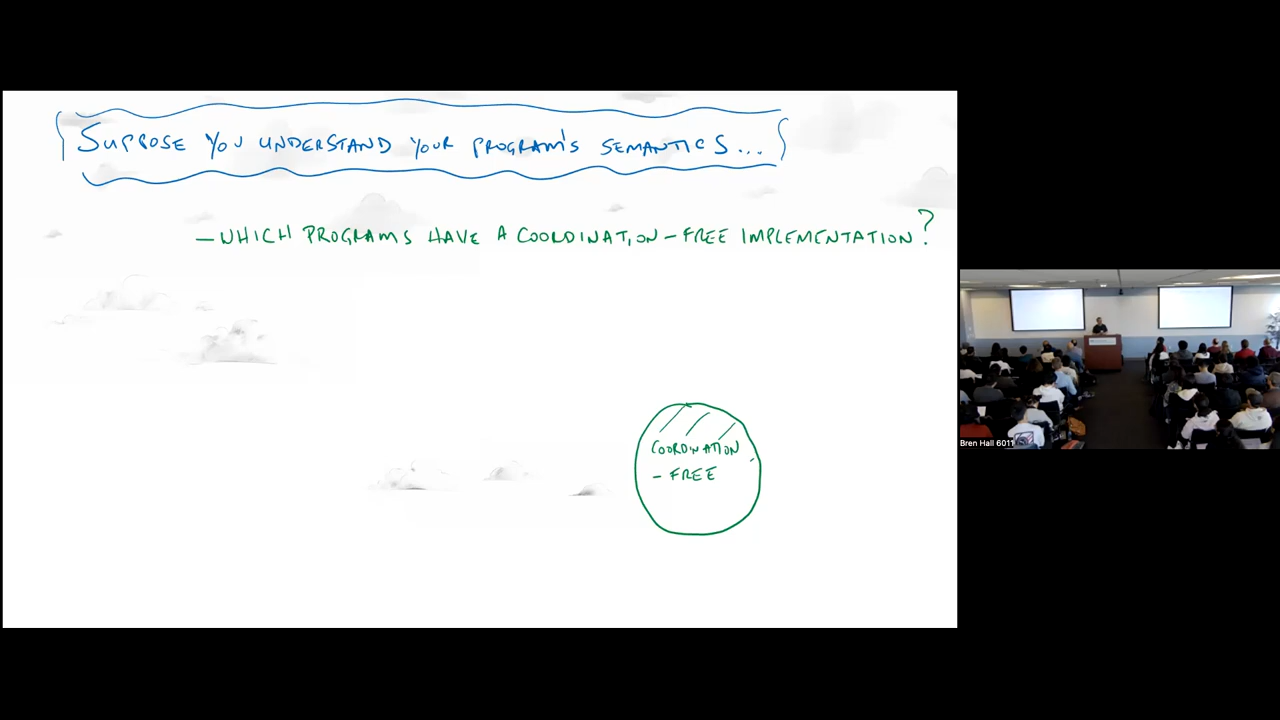 SUPPOSE YOU UNDERSTAND YOUR PROGRAM'S SEMANTICS...
- WHICH PROGRAMS HAVE A COORDINATION-FREE IMPLEMENTATION?
COORDINATION
- FREE
Bren Hall 6011